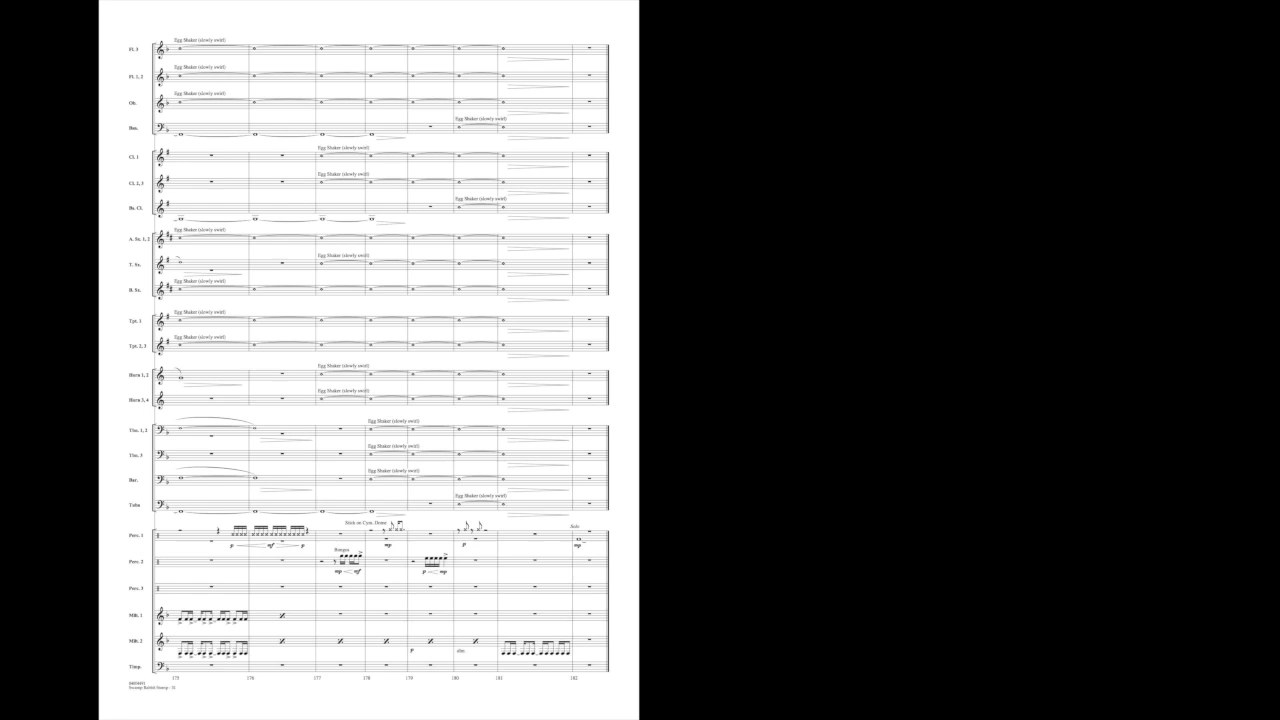 Egg Shaker (slowly swirl)
Fl. 3
Egg Shaker (slowly swirl)
Fl. 1, 2
Egg Shaker (slowly swirl)
Ob.
Egg Shaker (slowly swirl)
Bsn.
Egg Shaker (slowly swirl)
Cl. 1
Egg Shaker (slowly swirl)
Cl. 2, 3
Egg Shaker (slowly swirl)
Bs. Cl.
Egg Shaker (slowly swirl)
A. Sx. 1, 2
Egg Shaker (slowly swirl)
T. Sx.
Egg Shaker (slowly swirl)
B. Sx.
Egg Shaker (slowly swirl)
Tpt. 1
Egg Shaker (slowly swirl)
Tpt. 2, 3
Egg Shaker (slowly swirl)
Horn 1, 2
Egg Shaker (slowly swirl)
Horn 3, 4
Egg Shaker (slowly swirl)
Tbn. 1, 2
Egg Shaker (slowly swirl)
Tbn. 3
Egg Shaker (slowly swirl)
Bar.
Egg Shaker (slowly swirl)
Tuba
Stick on Cym. Dome
Solo
Perc. 1
p mf p mp p mp
Bongos
Perc. 2
mp mf p mp
Perc. 3
Mlt. 1
Mlt. 2
p dim.
Timp.
175 176 177 178 179 180 181 182
Swamp Rabbit Stomp - 31